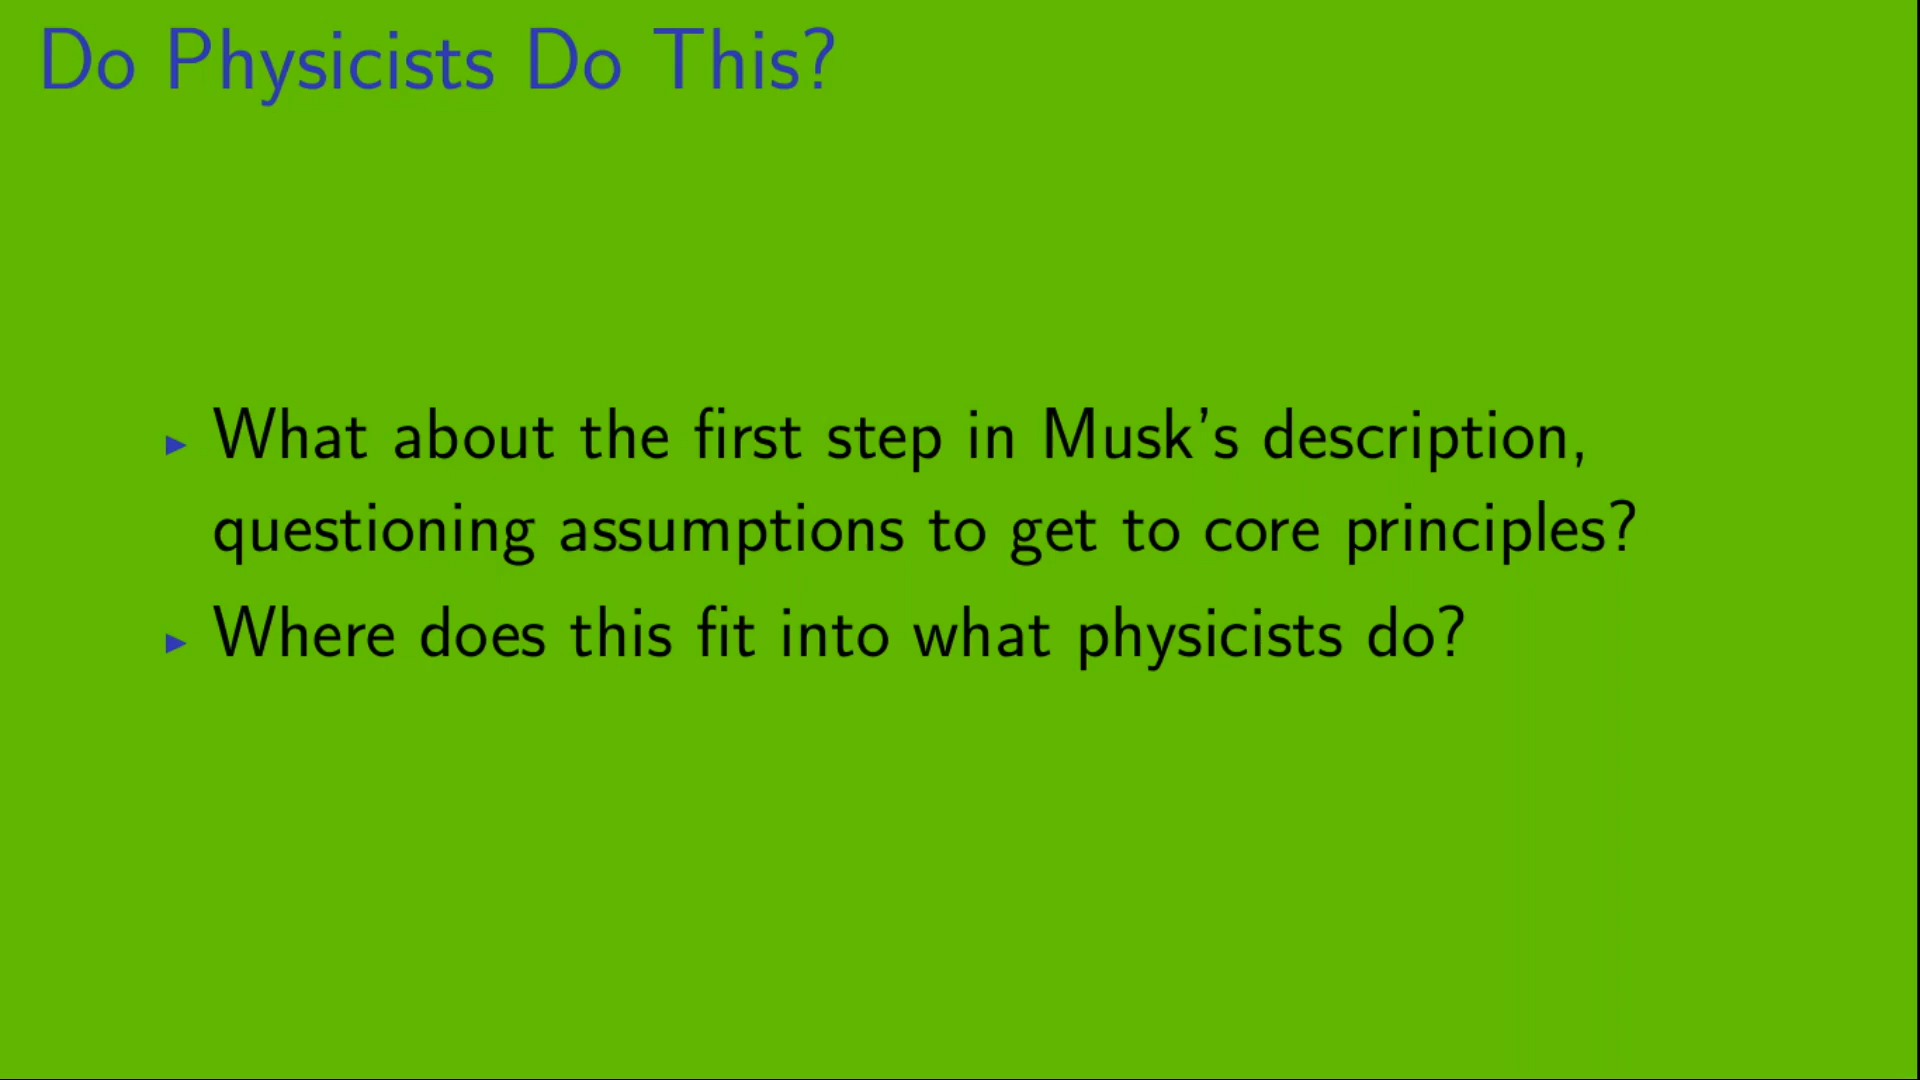 Do Physicists Do This?
▶ What about the first step in Musk's description,
questioning assumptions to get to core principles?
▶ Where does this fit into what physicists do?